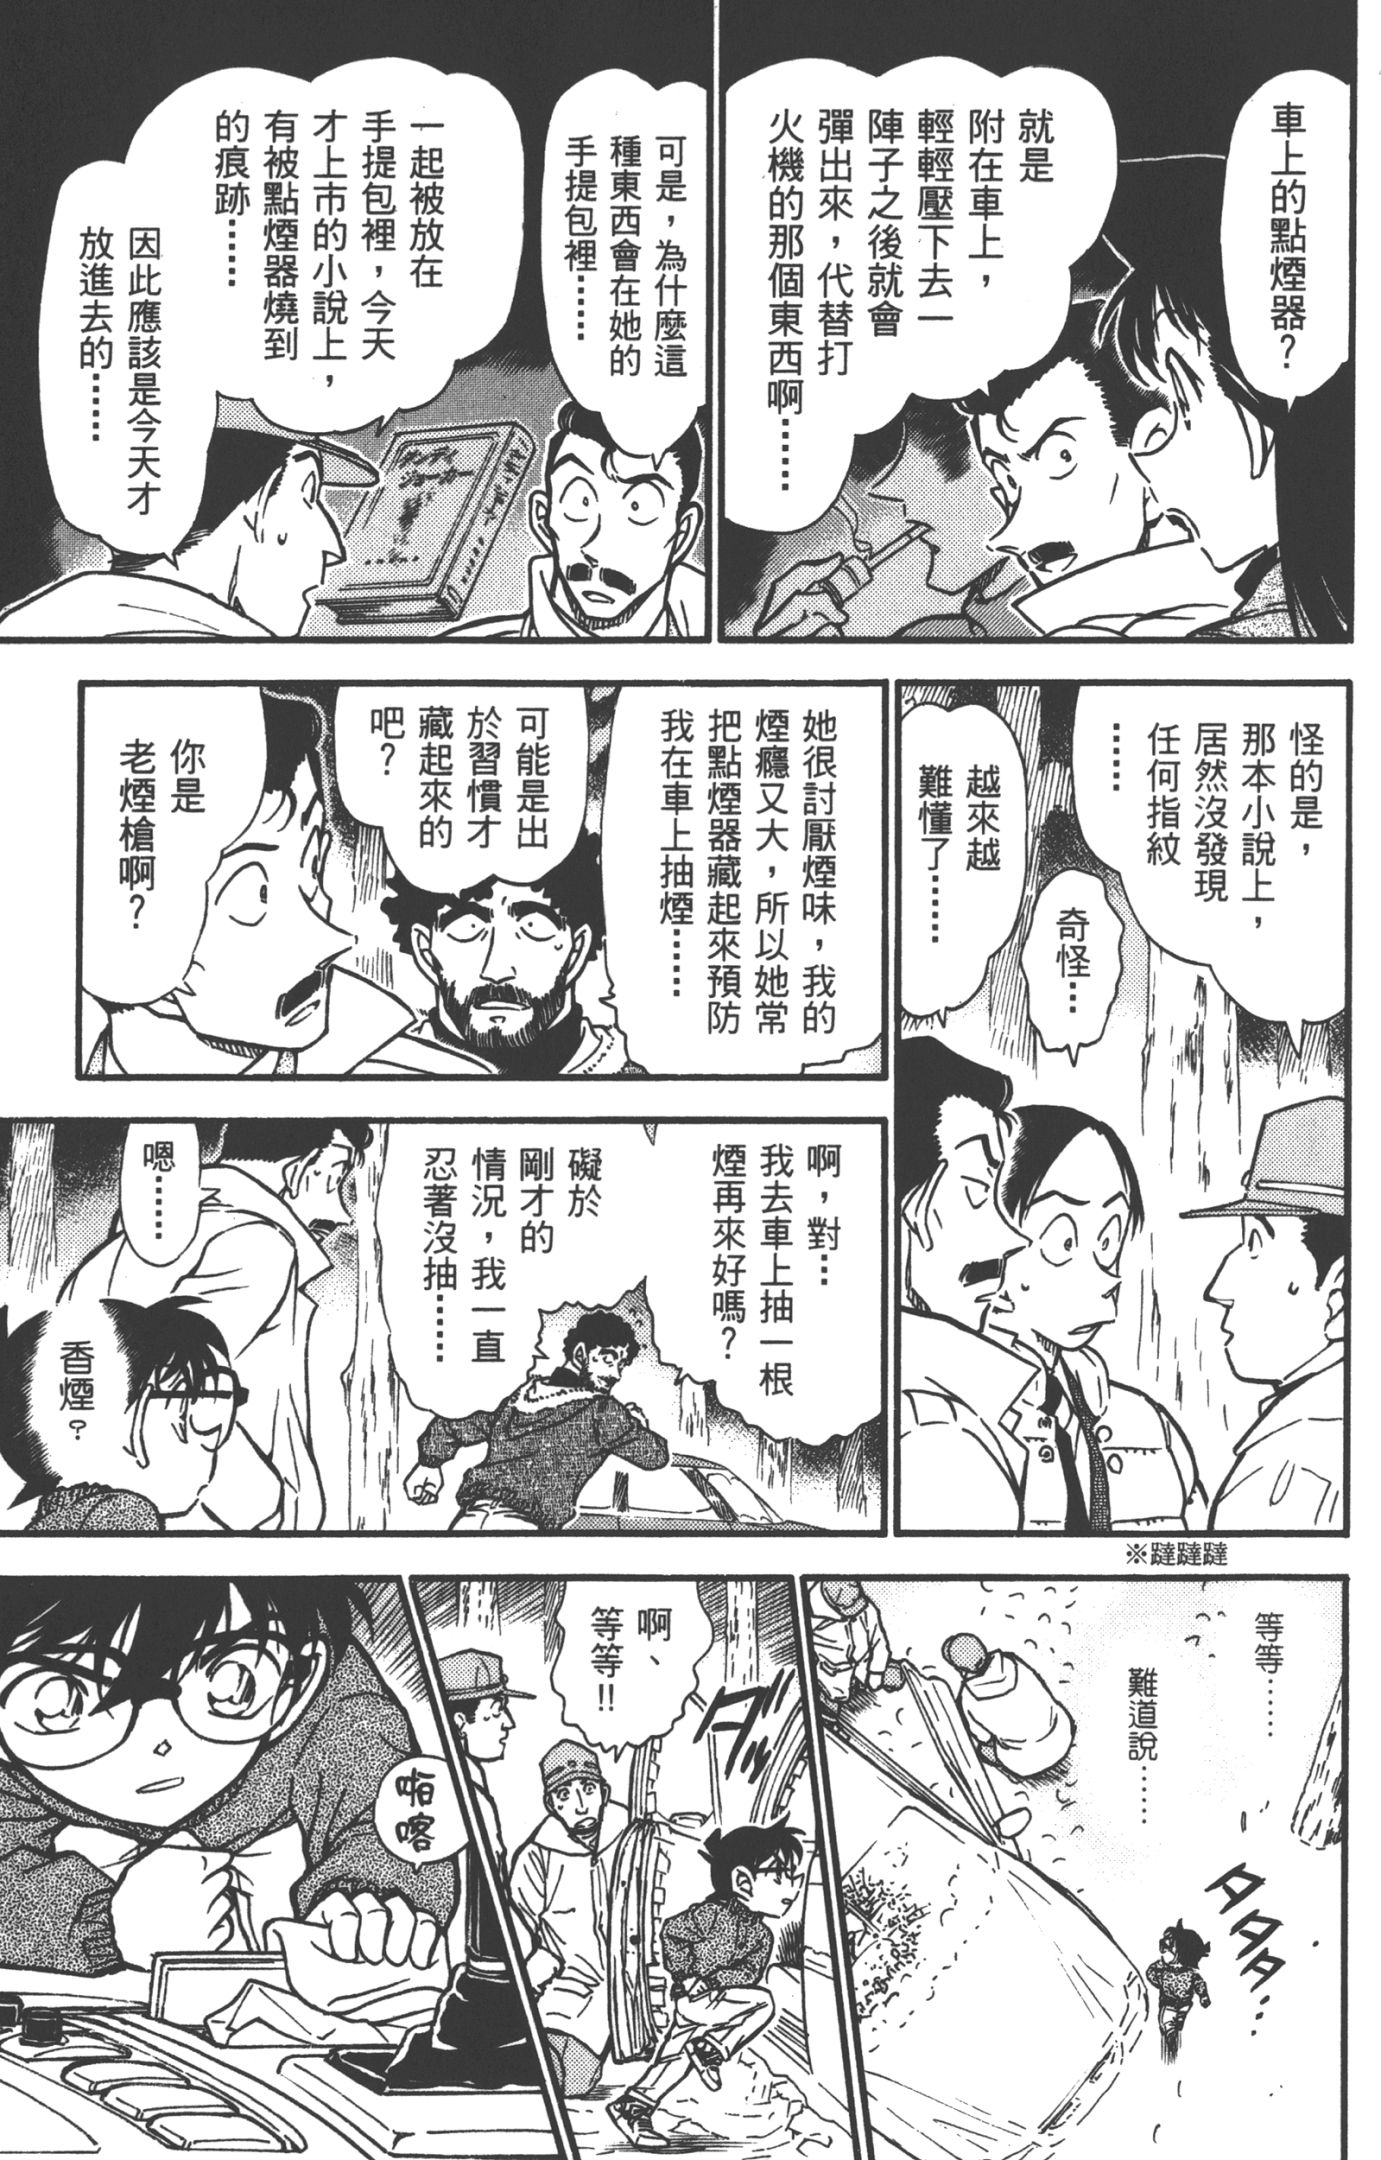 車上的點煙器？
就是
附在車上，
輕輕壓下去一
陣子之後就會
彈出來，代替打
火機的那個東西啊……
可是，為什麼這
種東西會在她的
手提包裡……
一起被放在
手提包裡，今天
才上市的小說上，
有被點煙器燒到
的痕跡……
因此應該是今天才
放進去的……
怪的是，
那本小說上，
居然沒發現
任何指紋
……
奇怪…
越來越
難懂了……
她很討厭煙味，我的
煙癮又大，所以她常
把點煙器藏起來預防
我在車上抽煙……
可能是出
於習慣才
藏起來的
吧？
你是
老煙槍啊？
啊，對…
我去車上抽一根
煙再來好嗎？
礙於
剛才的
情況，我一直
忍著沒抽……
嗯……
香煙？
※躂躂躂
等等……
難道說……
タタタ…
啊、
等等!!
啪喀